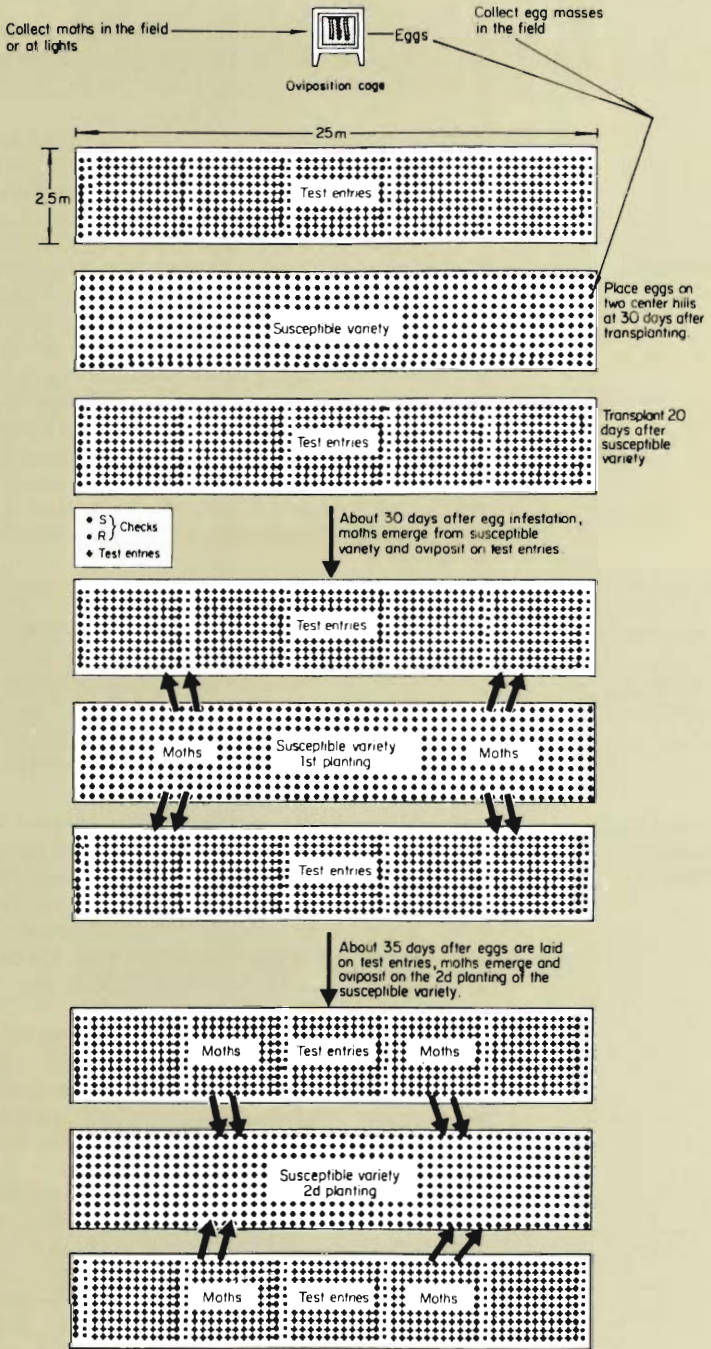 Collect moths in the field
or at lights
Eggs
Collect egg masses
in the field
Oviposition cage
25m
2.5m
Test entries
Susceptible variety
Place eggs on
two center hills
at 30 days after
transplanting.
Test entries
Transplant 20
days after
susceptible
variety
• S } Checks
• R
♦ Test entries
About 30 days after egg infestation,
moths emerge from susceptible
variety and oviposit on test entries.
Test entries
Moths
Susceptible variety
1st planting
Moths
Test entries
About 35 days after eggs are laid
on test entries, moths emerge and
oviposit on the 2d planting of the
susceptible variety.
Moths
Test entries
Moths
Susceptible variety
2d planting
Moths
Test entries
Moths